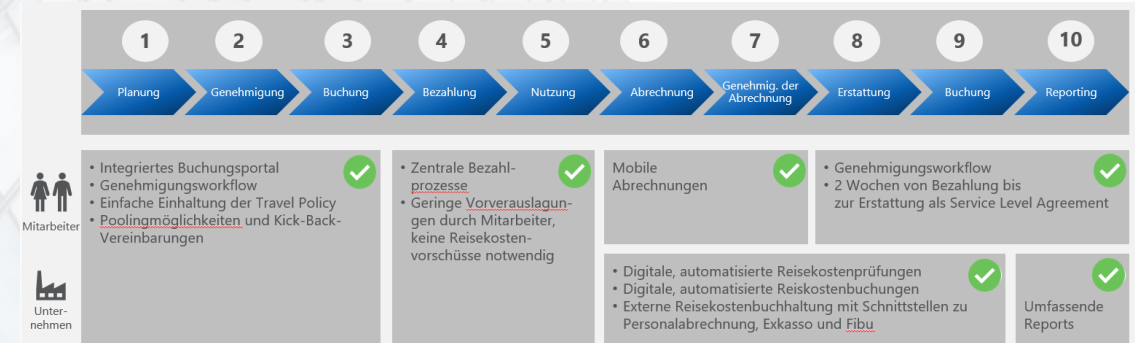 1 2 3 4 5 6 7 8 9 10
Planung Genehmigung Buchung Bezahlung Nutzung Abrechnung Genehmig. der Abrechnung Erstattung Buchung Reporting
Mitarbeiter
• Integriertes Buchungsportal
• Genehmigungsworkflow
• Einfache Einhaltung der Travel Policy
• Poolingmöglichkeiten und Kick-Back-
Vereinbarungen
• Zentrale Bezahl-
prozesse
• Geringe Vorverauslagun-
gen durch Mitarbeiter,
keine Reisekosten-
vorschüsse notwendig
Mobile
Abrechnungen
• Genehmigungsworkflow
• 2 Wochen von Bezahlung bis
zur Erstattung als Service Level Agreement
Unter-
nehmen
• Digitale, automatisierte Reisekostenprüfungen
• Digitale, automatisierte Reiskostenbuchungen
• Externe Reisekostenbuchhaltung mit Schnittstellen zu
Personalabrechnung, Exkasso und Fibu
Umfassende
Reports